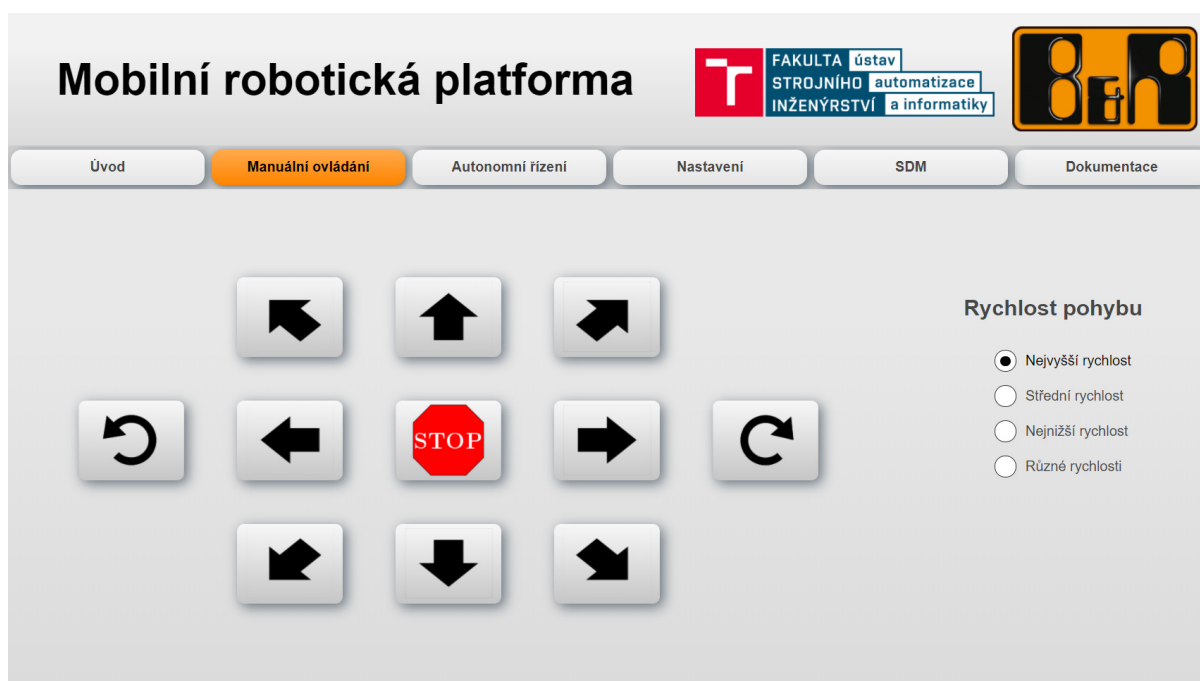 Mobilní robotická platforma
FAKULTA ústav
STROJNÍHO automatizace
INŽENÝRSTVÍ a informatiky
B&R
Úvod
Manuální ovládání
Autonomní řízení
Nastavení
SDM
Dokumentace
Rychlost pohybu
Nejvyšší rychlost
Střední rychlost
Nejnižší rychlost
Různé rychlosti
STOP